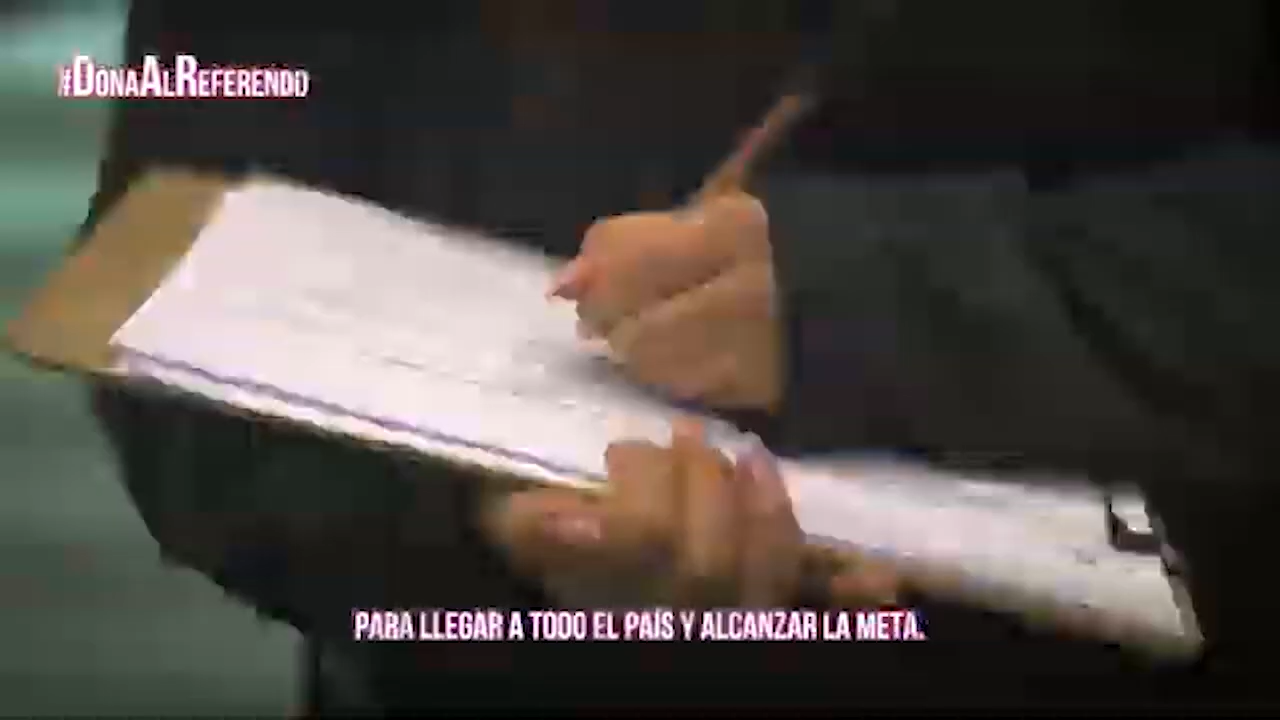 #DonaAlReferendo
PARA LLEGAR A TODO EL PAÍS Y ALCANZAR LA META.